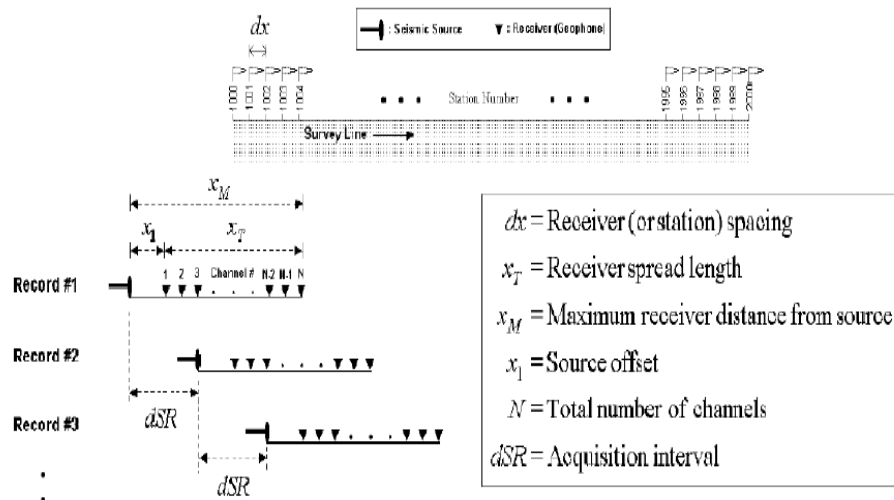 : Seismic Source : Receiver (Geophone)
dx
1000 1001 1002 1003 1004 1995 1996 1997 1998 1999 2000
. . . Station Number . . .
Survey Line
x_M
x_1 x_T
1 2 3 Channel # N-2 N-1 N
Record #1
Record #2
dSR
Record #3
dSR
dx = Receiver (or station) spacing
x_T = Receiver spread length
x_M = Maximum receiver distance from source
x_1 = Source offset
N = Total number of channels
dSR = Acquisition interval